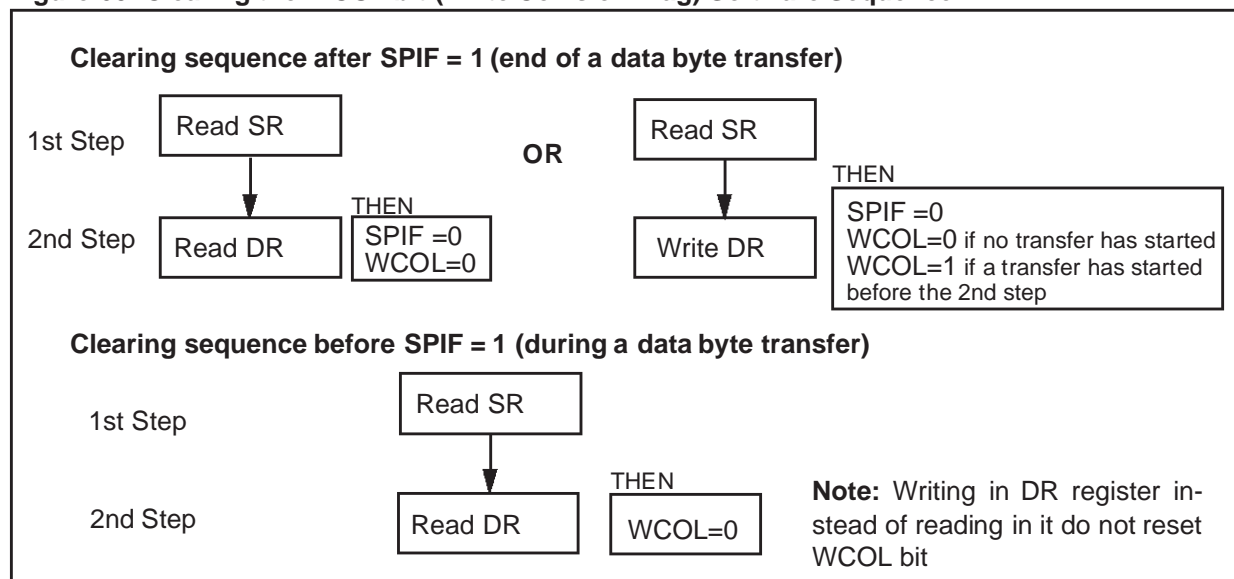 Clearing sequence after SPIF = 1 (end of a data byte transfer)
1st Step
Read SR
OR
Read SR
2nd Step
Read DR
THEN
SPIF =0
WCOL=0
Write DR
THEN
SPIF =0
WCOL=0 if no transfer has started
WCOL=1 if a transfer has started
before the 2nd step
Clearing sequence before SPIF = 1 (during a data byte transfer)
1st Step
Read SR
2nd Step
Read DR
THEN
WCOL=0
Note: Writing in DR register in-
stead of reading in it do not reset
WCOL bit